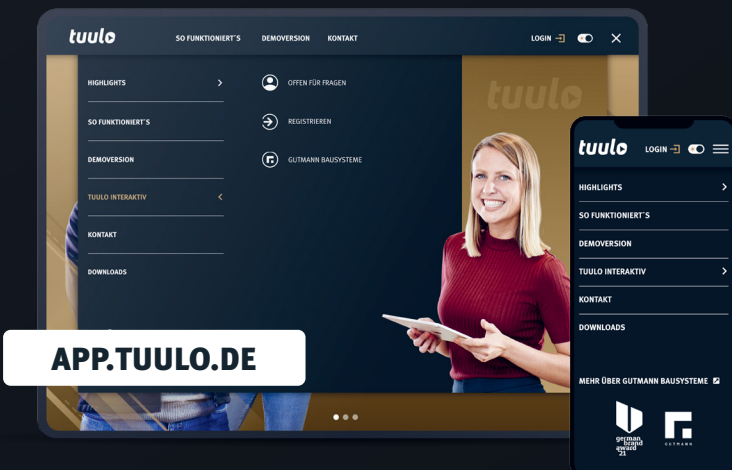 tuulo
SO FUNKTIONIERT´S
DEMOVERSION
KONTAKT
LOGIN
HIGHLIGHTS
SO FUNKTIONIERT´S
DEMOVERSION
TUULO INTERAKTIV
KONTAKT
DOWNLOADS
OFFEN FÜR FRAGEN
REGISTRIEREN
GUTMANN BAUSYSTEME
tuulo
APP.TUULO.DE
tuulo
LOGIN
HIGHLIGHTS
SO FUNKTIONIERT´S
DEMOVERSION
TUULO INTERAKTIV
KONTAKT
DOWNLOADS
MEHR ÜBER GUTMANN BAUSYSTEME
german
brand
award
'21
GUTMANN